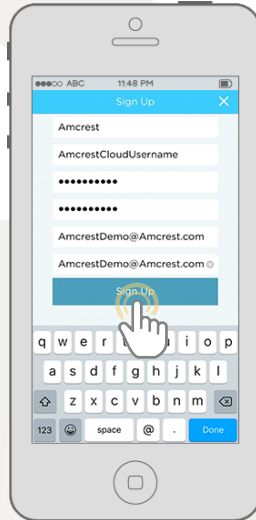 ABC 11:48 PM
Sign Up
Amcrest
AmcrestCloudUsername
••••••••••
••••••••••
AmcrestDemo@Amcrest.com
AmcrestDemo@Amcrest.com
Sign Up
q w e r i o p
a s d f g h j k l
z x c v b n m
123 space @ . Done